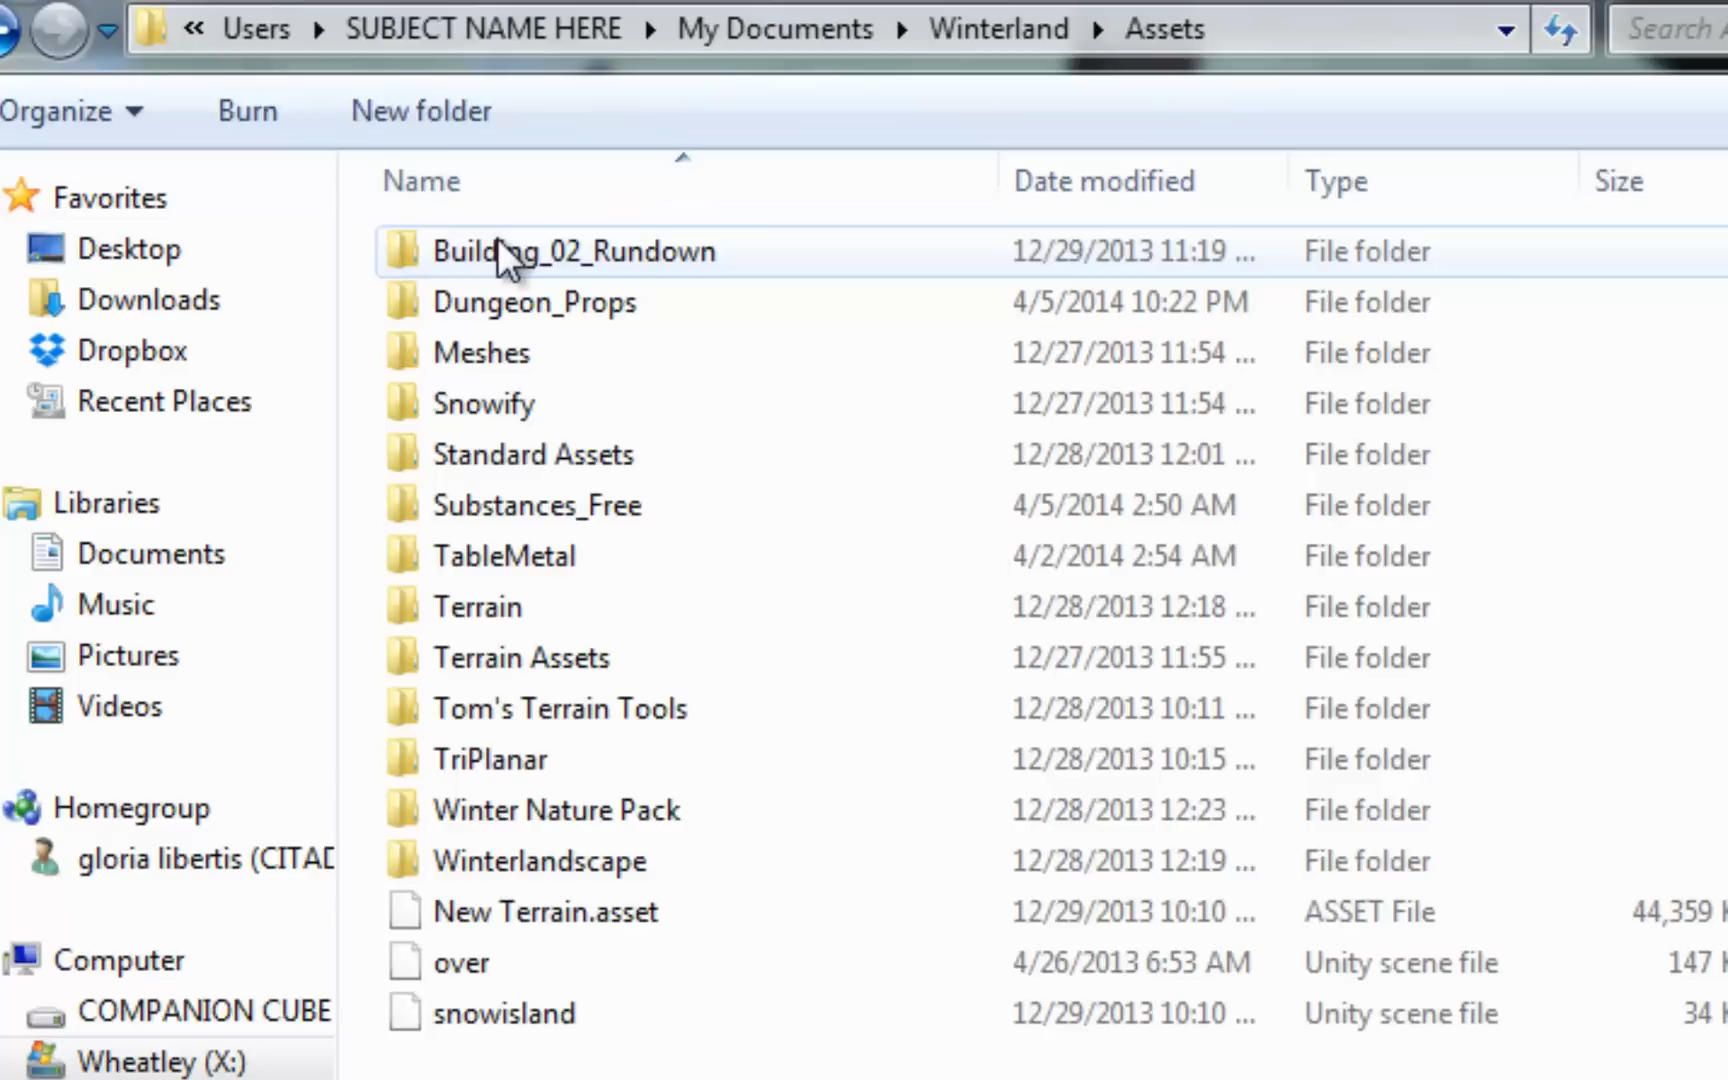 « Users ▸ SUBJECT NAME HERE ▸ My Documents ▸ Winterland ▸ Assets
Search
Organize Burn New folder
Name Date modified Type Size
Favorites
Desktop
Downloads
Dropbox
Recent Places
Libraries
Documents
Music
Pictures
Videos
Homegroup
gloria libertis (CITAD
Computer
COMPANION CUBE
Wheatley (X:)
Building_02_Rundown 12/29/2013 11:19 ... File folder
Dungeon_Props 4/5/2014 10:22 PM File folder
Meshes 12/27/2013 11:54 ... File folder
Snowify 12/27/2013 11:54 ... File folder
Standard Assets 12/28/2013 12:01 ... File folder
Substances_Free 4/5/2014 2:50 AM File folder
TableMetal 4/2/2014 2:54 AM File folder
Terrain 12/28/2013 12:18 ... File folder
Terrain Assets 12/27/2013 11:55 ... File folder
Tom's Terrain Tools 12/28/2013 10:11 ... File folder
TriPlanar 12/28/2013 10:15 ... File folder
Winter Nature Pack 12/28/2013 12:23 ... File folder
Winterlandscape 12/28/2013 12:19 ... File folder
New Terrain.asset 12/29/2013 10:10 ... ASSET File 44,359 K
over 4/26/2013 6:53 AM Unity scene file 147 K
snowisland 12/29/2013 10:10 ... Unity scene file 34 K